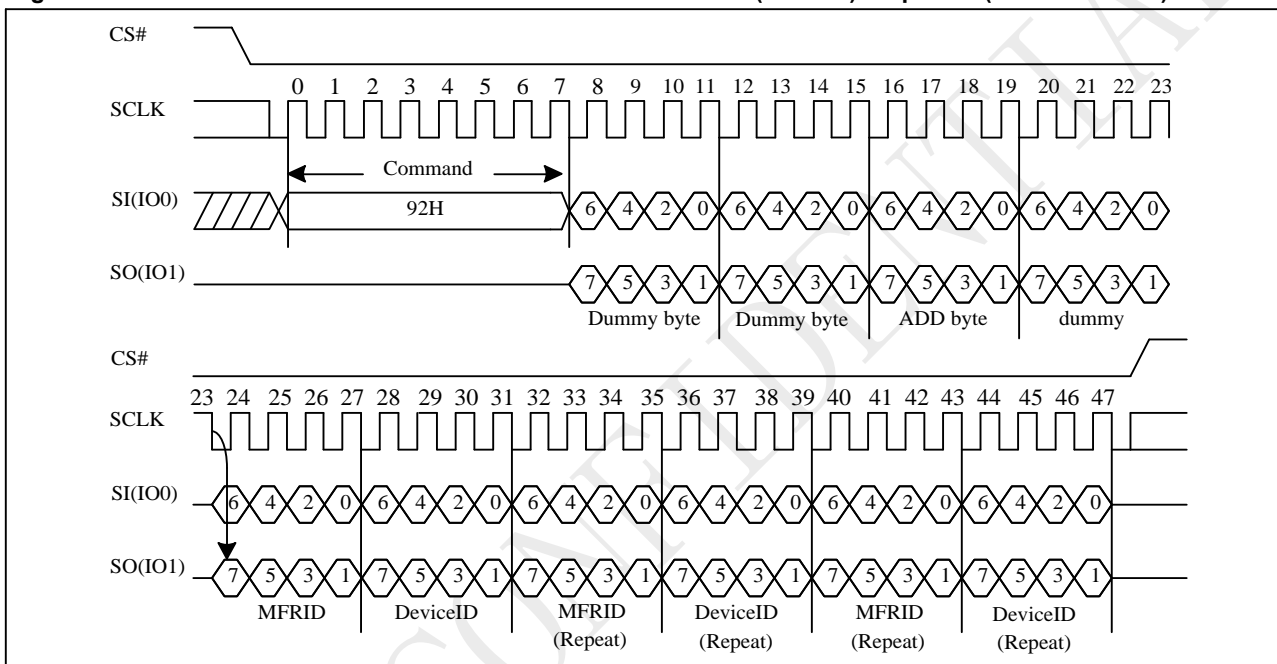 CS#
0 1 2 3 4 5 6 7 8 9 10 11 12 13 14 15 16 17 18 19 20 21 22 23
SCLK
Command
SI(IO0) 92H 6 4 2 0 6 4 2 0 6 4 2 0 6 4 2 0
SO(IO1) 7 5 3 1 7 5 3 1 7 5 3 1 7 5 3 1
Dummy byte Dummy byte ADD byte dummy
CS#
23 24 25 26 27 28 29 30 31 32 33 34 35 36 37 38 39 40 41 42 43 44 45 46 47
SCLK
SI(IO0) 6 4 2 0 6 4 2 0 6 4 2 0 6 4 2 0 6 4 2 0 6 4 2 0
SO(IO1) 7 5 3 1 7 5 3 1 7 5 3 1 7 5 3 1 7 5 3 1 7 5 3 1
MFRID DeviceID MFRID DeviceID MFRID DeviceID
(Repeat) (Repeat) (Repeat) (Repeat)
CONFIDENTIA